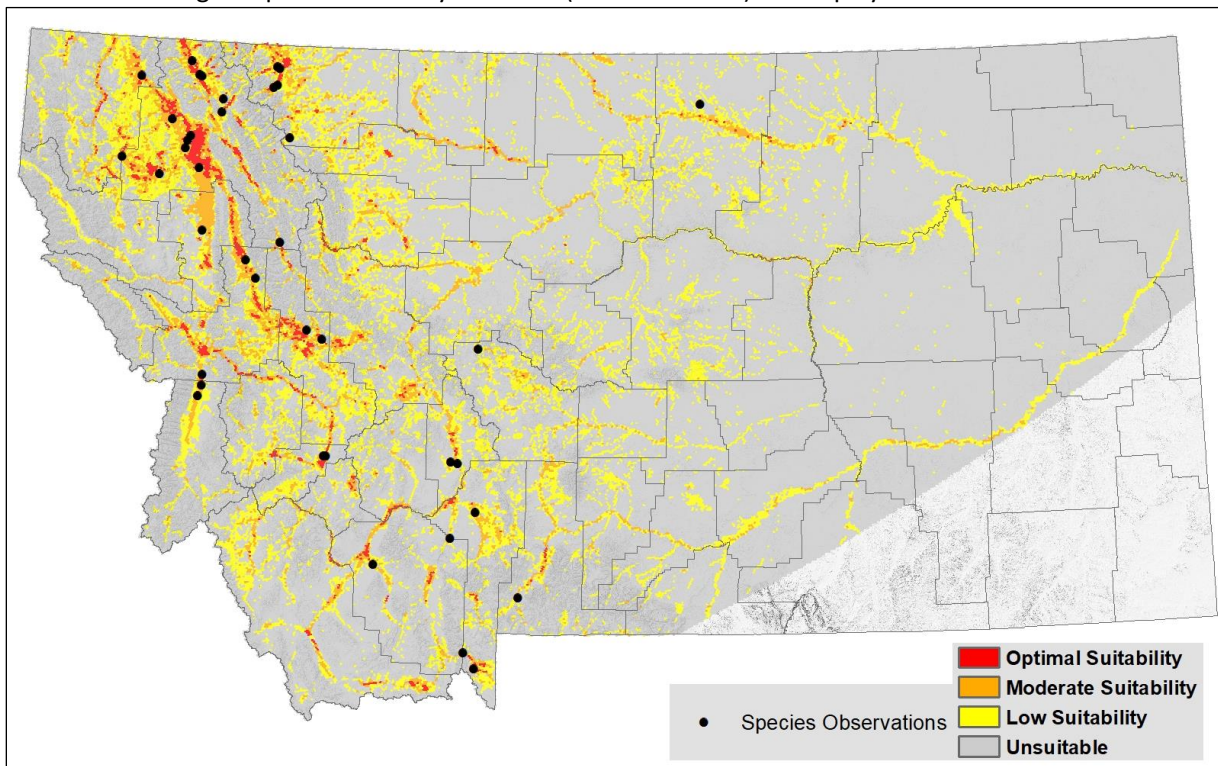 Species Observations
Optimal Suitability
Moderate Suitability
Low Suitability
Unsuitable